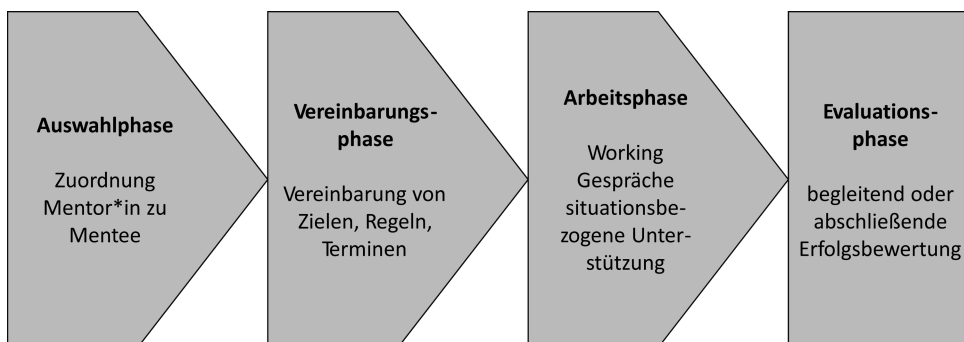 Auswahlphase
Zuordnung
Mentor*in zu
Mentee
Vereinbarungs-
phase
Vereinbarung von
Zielen, Regeln,
Terminen
Arbeitsphase
Working
Gespräche
situationsbe-
zogene Unter-
stützung
Evaluations-
phase
begleitend oder
abschließende
Erfolgsbewertung